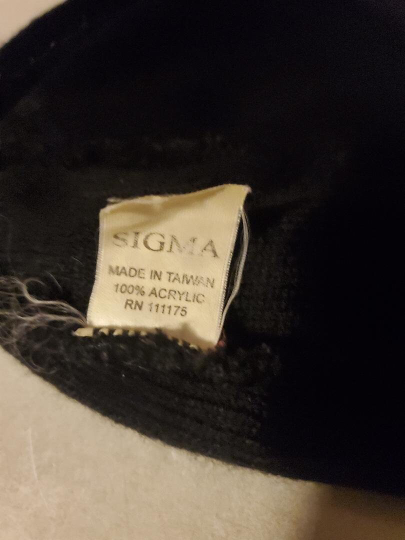 SIGMA
MADE IN TAIWAN
100% ACRYLIC
RN 111175